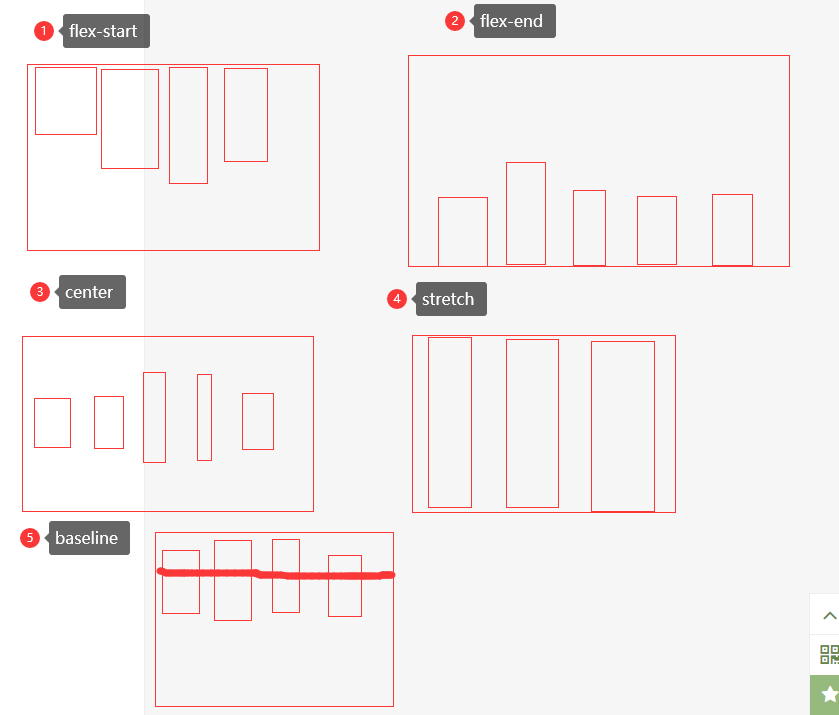 1 flex-start
2 flex-end
3 center
4 stretch
5 baseline